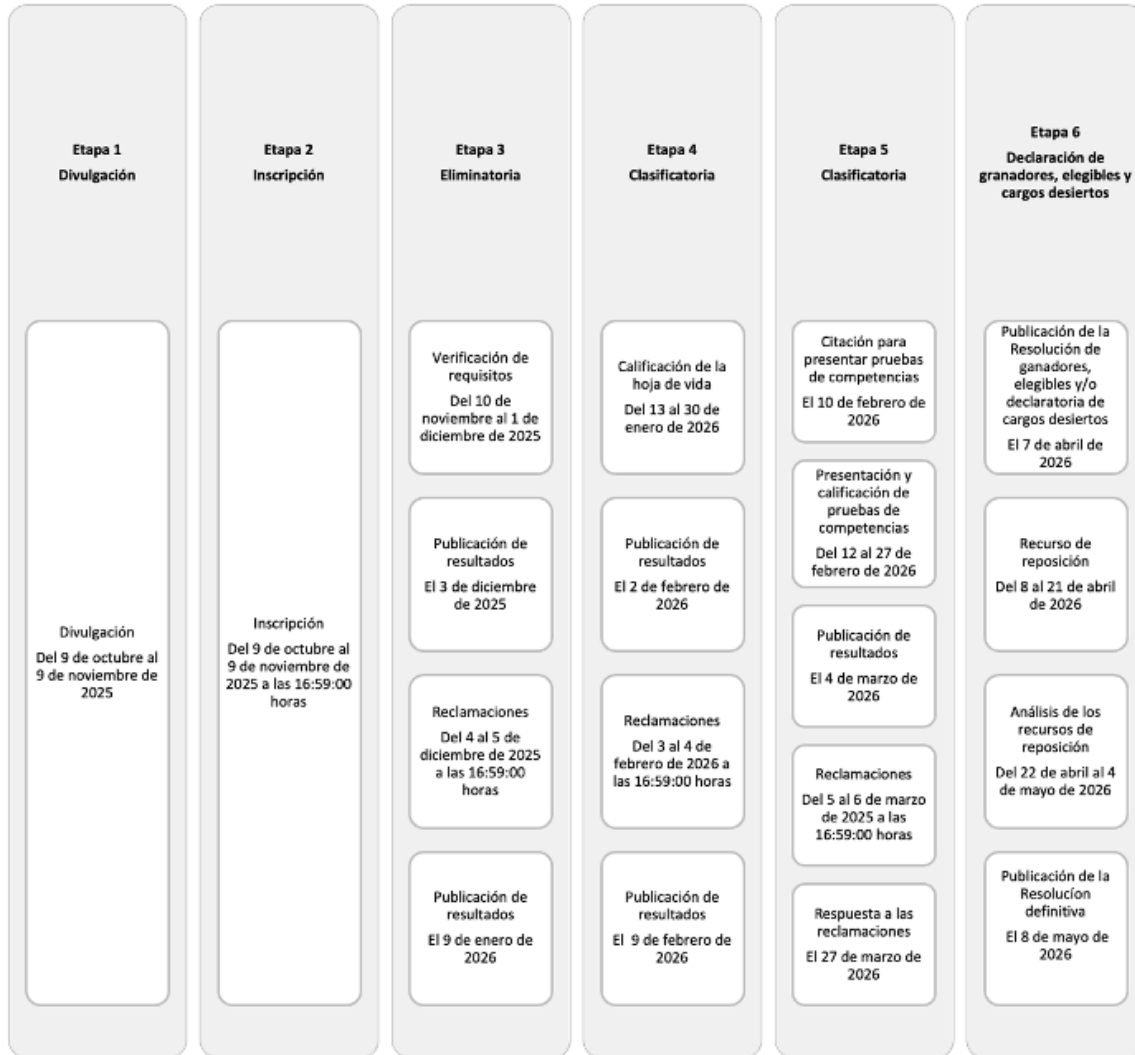 Etapa 1
Divulgación
Divulgación
Del 9 de octubre al
9 de noviembre de
2025
Etapa 2
Inscripción
Inscripción
Del 9 de octubre al
9 de noviembre de
2025 a las 16:59:00
horas
Etapa 3
Eliminatoria
Verificación de
requisitos
Del 10 de
noviembre al 1 de
diciembre de 2025
Publicación de
resultados
El 3 de diciembre
de 2025
Reclamaciones
Del 4 al 5 de
diciembre de 2025
a las 16:59:00
horas
Publicación de
resultados
El 9 de enero de
2026
Etapa 4
Clasificatoria
Calificación de la
hoja de vida
Del 13 al 30 de
enero de 2026
Publicación de
resultados
El 2 de febrero de
2026
Reclamaciones
Del 3 al 4 de
febrero de 2026 a
las 16:59:00 horas
Publicación de
resultados
El 9 de febrero de
2026
Etapa 5
Clasificatoria
Citación para
presentar pruebas
de competencias
El 10 de febrero de
2026
Presentación y
calificación de
pruebas de
competencias
Del 12 al 27 de
febrero de 2026
Publicación de
resultados
El 4 de marzo de
2026
Reclamaciones
Del 5 al 6 de marzo
de 2025 a las
16:59:00 horas
Respuesta a las
reclamaciones
El 27 de marzo de
2026
Etapa 6
Declaración de
granadores, elegibles y
cargos desiertos
Publicación de la
Resolución de
ganadores,
elegibles y/o
declaratoria de
cargos desiertos
El 7 de abril de
2026
Recurso de
reposición
Del 8 al 21 de abril
de 2026
Análisis de los
recursos de
reposición
Del 22 de abril al 4
de mayo de 2026
Publicación de la
Resolucíon
definitiva
El 8 de mayo de
2026